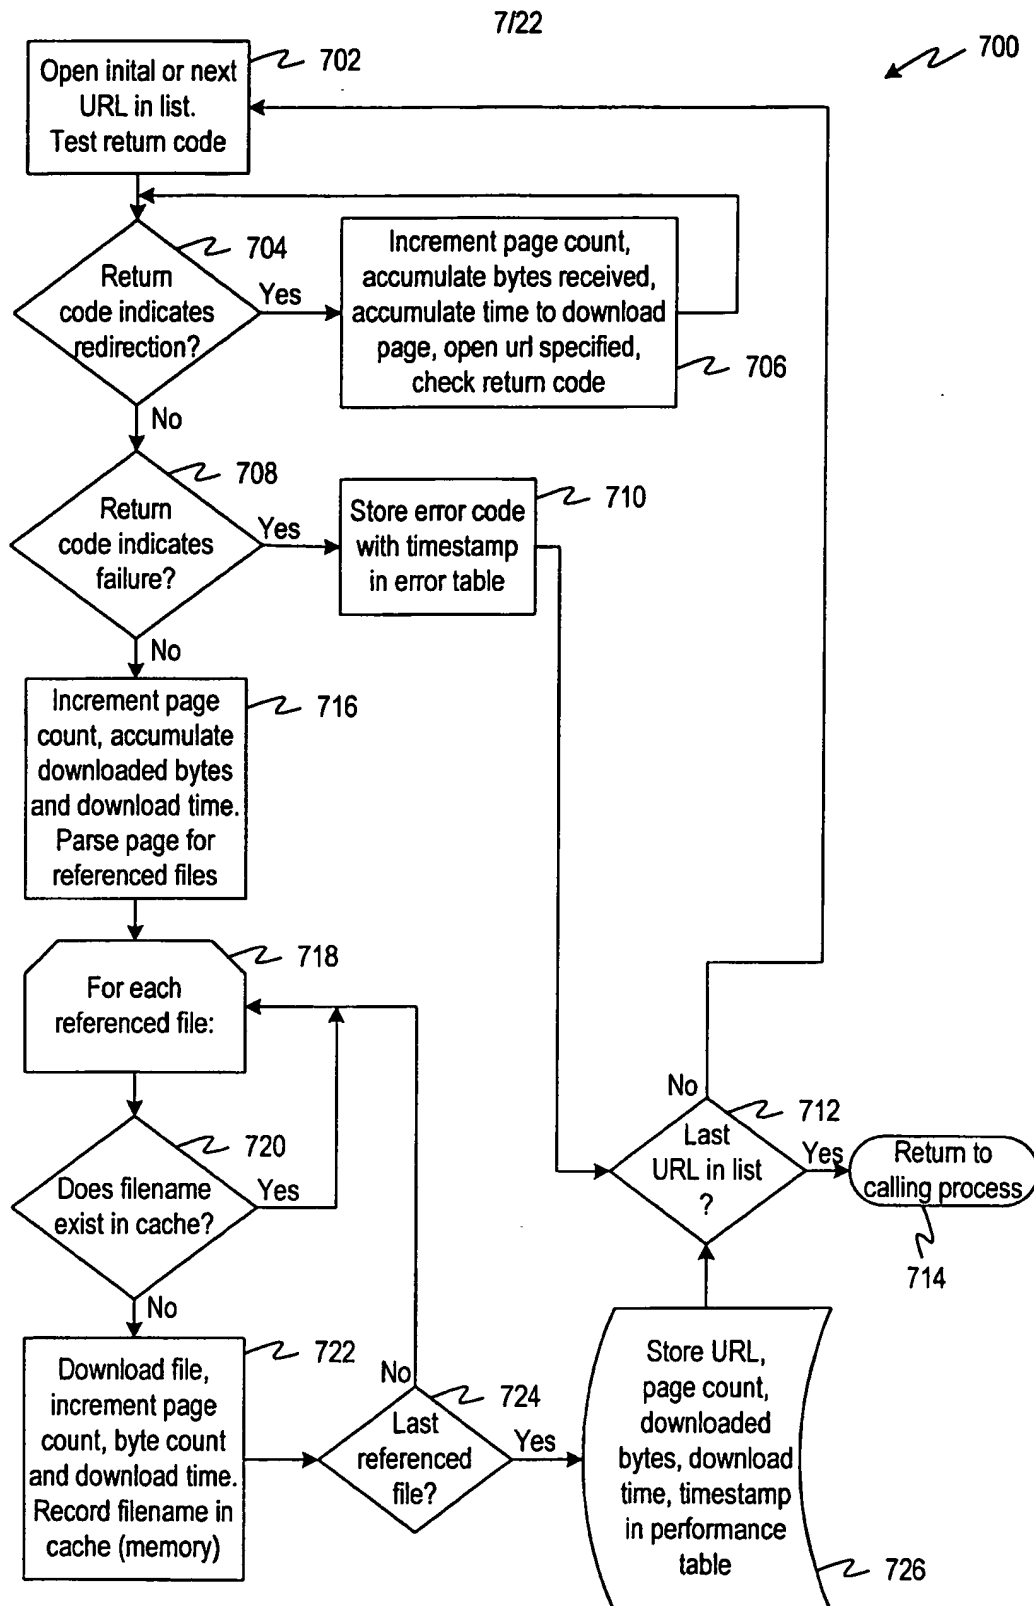 7/22
700
Open inital or next
URL in list.
Test return code
702
704
Return
code indicates
redirection?
Yes
Increment page count,
accumulate bytes received,
accumulate time to download
page, open url specified,
check return code
706
No
708
Return
code indicates
failure?
Yes
Store error code
with timestamp
in error table
710
No
Increment page
count, accumulate
downloaded bytes
and download time.
Parse page for
referenced files
716
718
For each
referenced file:
720
Does filename
exist in cache?
Yes
No
Download file,
increment page
count, byte count
and download time.
Record filename in
cache (memory)
722
No
724
Last
referenced
file?
Yes
No
712
Last
URL in list
?
Yes
Return to
calling process
714
Store URL,
page count,
downloaded
bytes, download
time, timestamp
in performance
table
726